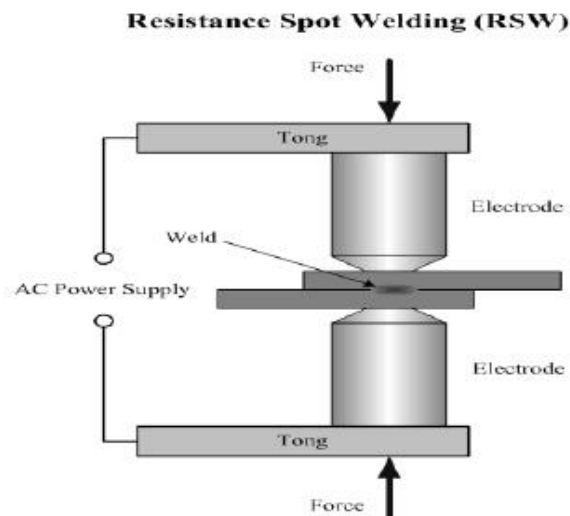 Resistance Spot Welding (RSW)
Force
Tong
Electrode
Weld
AC Power Supply
Electrode
Tong
Force